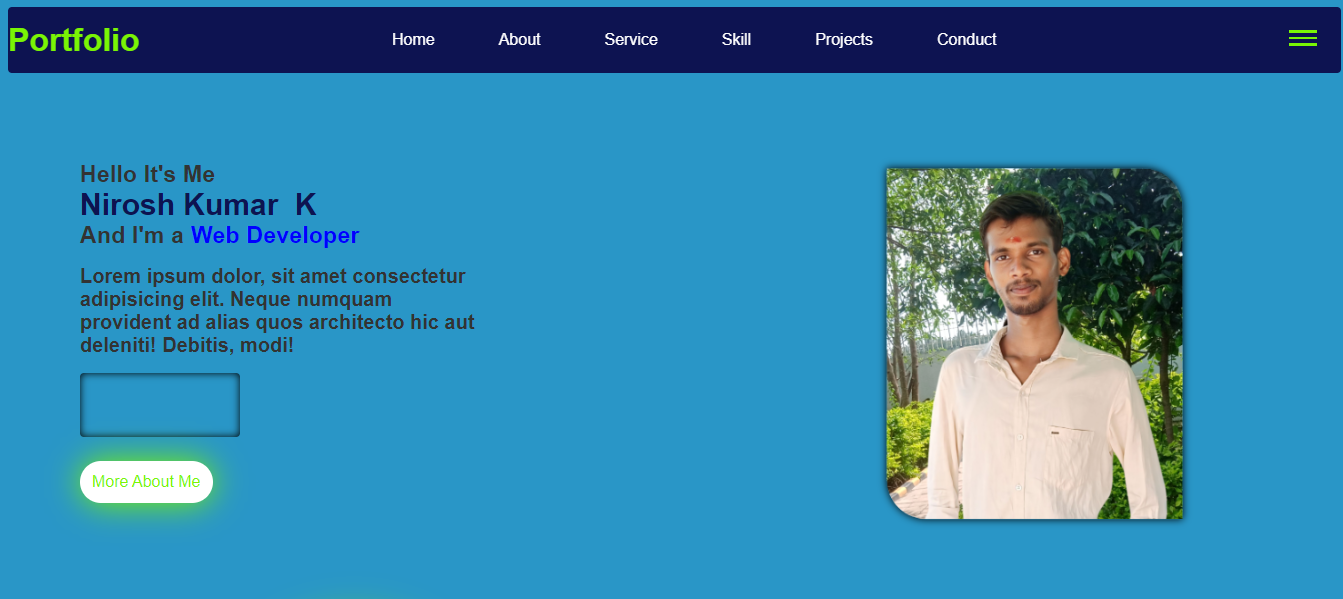 Portfolio
Home About Service Skill Projects Conduct
Hello It's Me
Nirosh Kumar K
And I'm a Web Developer
Lorem ipsum dolor, sit amet consectetur
adipisicing elit. Neque numquam
provident ad alias quos architecto hic aut
deleniti! Debitis, modi!
More About Me